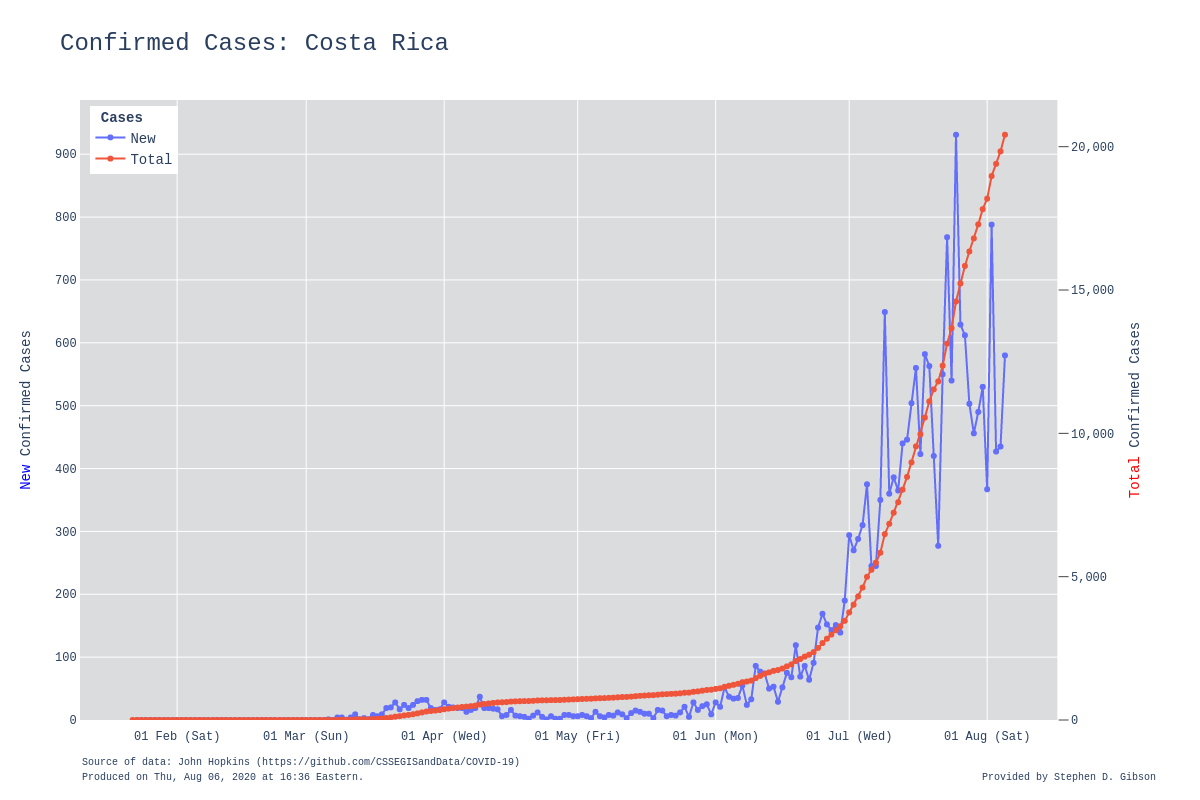 Confirmed Cases: Costa Rica
Cases
New
Total
900
800
700
600
500
400
300
200
100
0
New Confirmed Cases
20,000
15,000
10,000
5,000
0
Total Confirmed Cases
01 Feb (Sat)
01 Mar (Sun)
01 Apr (Wed)
01 May (Fri)
01 Jun (Mon)
01 Jul (Wed)
01 Aug (Sat)
Source of data: John Hopkins (https://github.com/CSSEGISandData/COVID-19)
Produced on Thu, Aug 06, 2020 at 16:36 Eastern.
Provided by Stephen D. Gibson